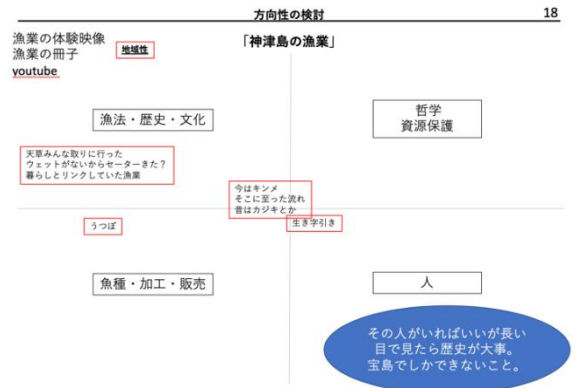 方向性の検討
18
漁業の体験映像
漁業の冊子
youtube
地域性
「神津島の漁業」
漁法・歴史・文化
哲学
資源保護
天草みんな取りに行った
ウェットがないからセーターきた？
暮らしとリンクしていた漁業
今はキンメ
そこに至った流れ
昔はカジキとか
うつぼ
生き字引き
魚種・加工・販売
人
その人がいればいいが長い
目で見たら歴史が大事。
宝島でしかできないこと。